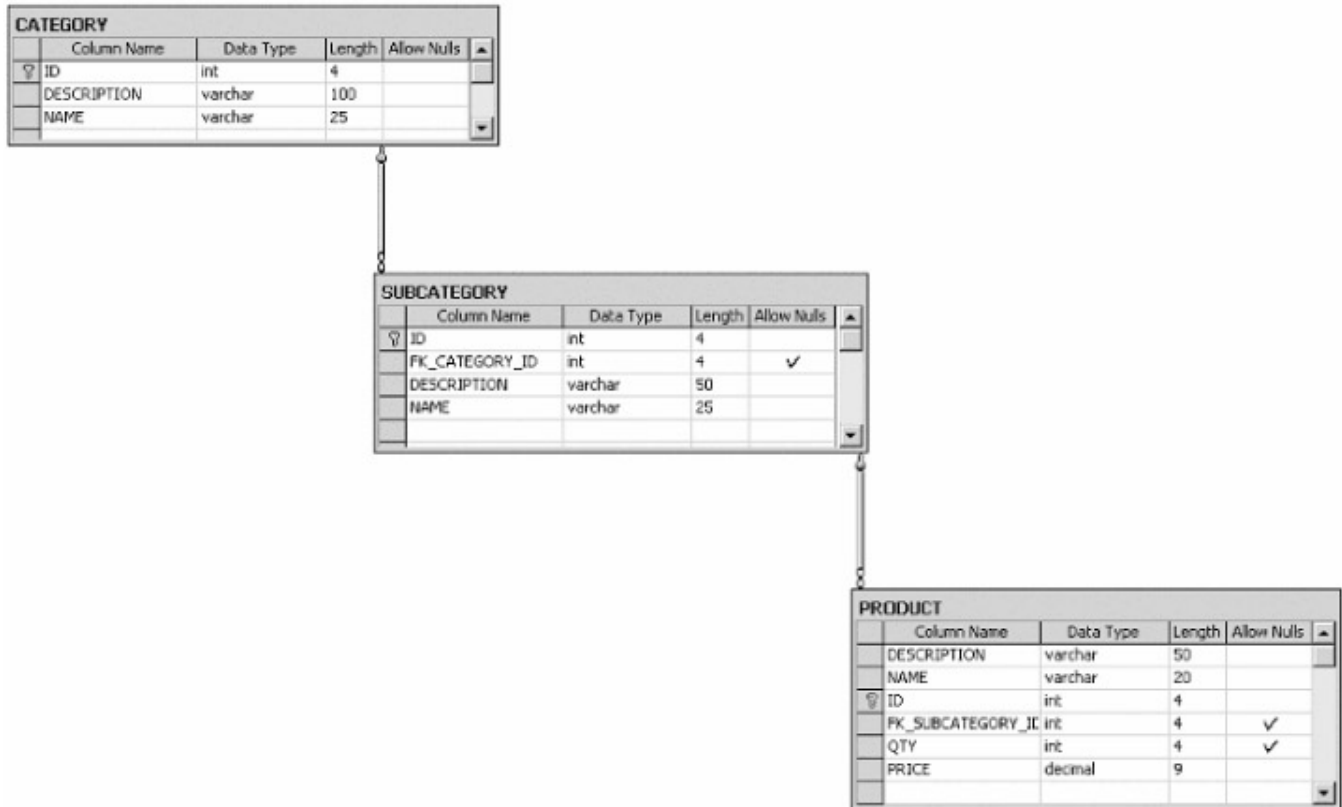 CATEGORY
Column Name Data Type Length Allow Nulls
ID int 4
DESCRIPTION varchar 100
NAME varchar 25
SUBCATEGORY
Column Name Data Type Length Allow Nulls
ID int 4
FK_CATEGORY_ID int 4
DESCRIPTION varchar 50
NAME varchar 25
PRODUCT
Column Name Data Type Length Allow Nulls
DESCRIPTION varchar 50
NAME varchar 20
ID int 4
FK_SUBCATEGORY_ID int 4
QTY int 4
PRICE decimal 9